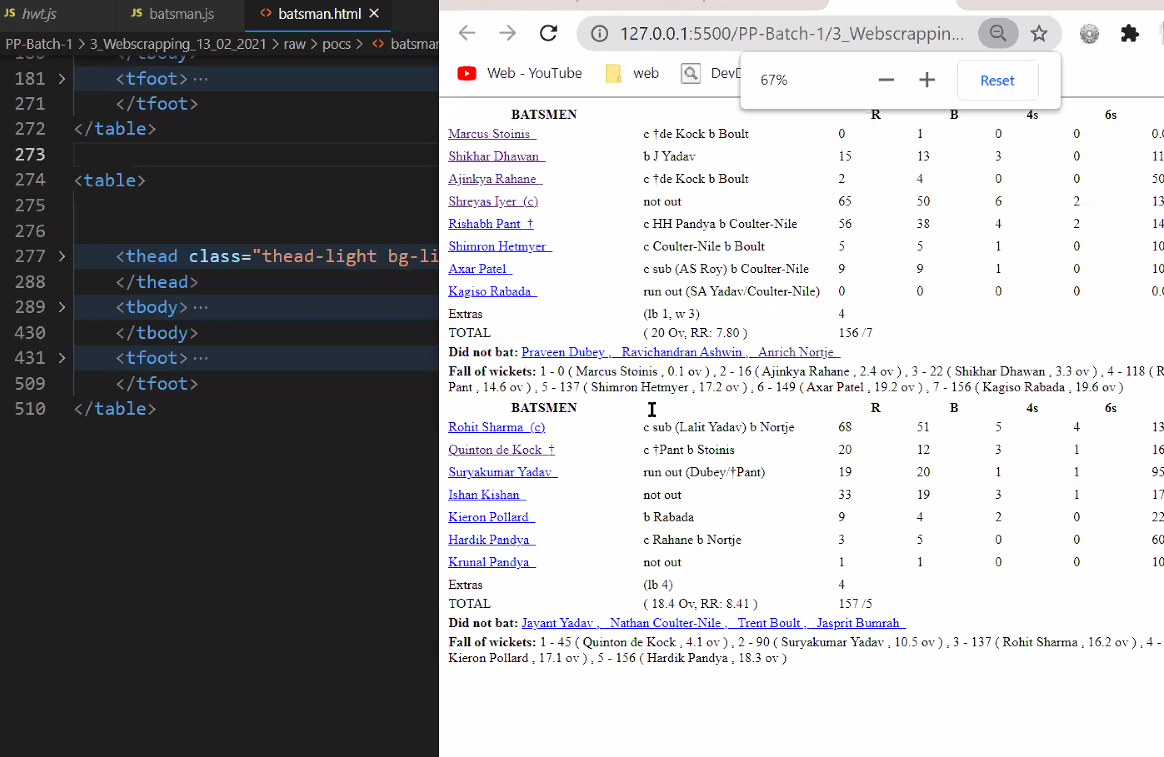 JS hwt.js JS batsman.js <> batsman.html ×
PP-Batch-1 > 3_Webscrapping_13_02_2021 > raw > pocs > <> batsman
181 > <tfoot> ···
271 </tfoot>
272 </table>
273
274 <table>
275
276
277 > <thead class="thead-light bg-li
288 </thead>
289 > <tbody> ···
430 </tbody>
431 > <tfoot> ···
509 </tfoot>
510 </table>
127.0.0.1:5500/PP-Batch-1/3_Webscrappin...
Web - YouTube web DevD
67% − + Reset
BATSMEN R B 4s 6s
Marcus Stoinis c †de Kock b Boult 0 1 0 0 0.0
Shikhar Dhawan b J Yadav 15 13 3 0 11
Ajinkya Rahane c †de Kock b Boult 2 4 0 0 50
Shreyas Iyer (c) not out 65 50 6 2 13
Rishabh Pant † c HH Pandya b Coulter-Nile 56 38 4 2 14
Shimron Hetmyer c Coulter-Nile b Boult 5 5 1 0 10
Axar Patel c sub (AS Roy) b Coulter-Nile 9 9 1 0 10
Kagiso Rabada run out (SA Yadav/Coulter-Nile) 0 0 0 0 0.0
Extras (lb 1, w 3) 4
TOTAL ( 20 Ov, RR: 7.80 ) 156 /7
Did not bat: Praveen Dubey , Ravichandran Ashwin , Anrich Nortje
Fall of wickets: 1 - 0 ( Marcus Stoinis , 0.1 ov ) , 2 - 16 ( Ajinkya Rahane , 2.4 ov ) , 3 - 22 ( Shikhar Dhawan , 3.3 ov ) , 4 - 118 ( R
Pant , 14.6 ov ) , 5 - 137 ( Shimron Hetmyer , 17.2 ov ) , 6 - 149 ( Axar Patel , 19.2 ov ) , 7 - 156 ( Kagiso Rabada , 19.6 ov )
BATSMEN R B 4s 6s
Rohit Sharma (c) c sub (Lalit Yadav) b Nortje 68 51 5 4 13
Quinton de Kock † c †Pant b Stoinis 20 12 3 1 16
Suryakumar Yadav run out (Dubey/†Pant) 19 20 1 1 95
Ishan Kishan not out 33 19 3 1 17
Kieron Pollard b Rabada 9 4 2 0 22
Hardik Pandya c Rahane b Nortje 3 5 0 0 60
Krunal Pandya not out 1 1 0 0 10
Extras (lb 4) 4
TOTAL ( 18.4 Ov, RR: 8.41 ) 157 /5
Did not bat: Jayant Yadav , Nathan Coulter-Nile , Trent Boult , Jasprit Bumrah
Fall of wickets: 1 - 45 ( Quinton de Kock , 4.1 ov ) , 2 - 90 ( Suryakumar Yadav , 10.5 ov ) , 3 - 137 ( Rohit Sharma , 16.2 ov ) , 4 -
Kieron Pollard , 17.1 ov ) , 5 - 156 ( Hardik Pandya , 18.3 ov )